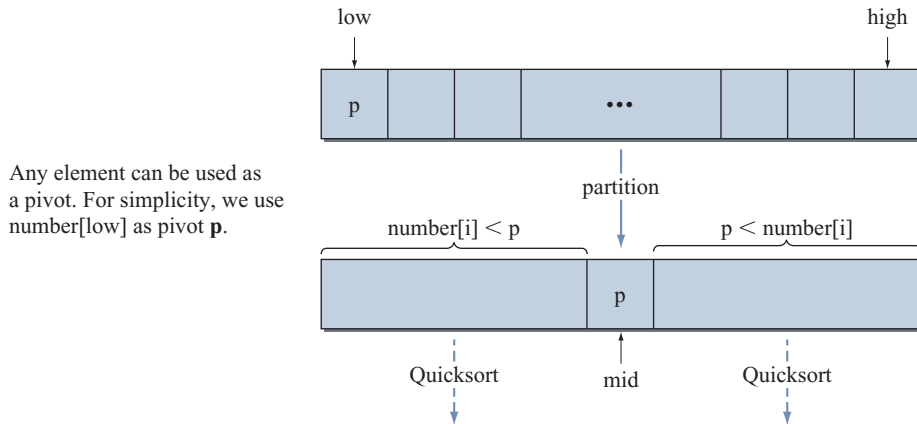 low
high
p
•••
Any element can be used as
a pivot. For simplicity, we use
number[low] as pivot p.
partition
number[i] < p
p < number[i]
p
Quicksort
mid
Quicksort